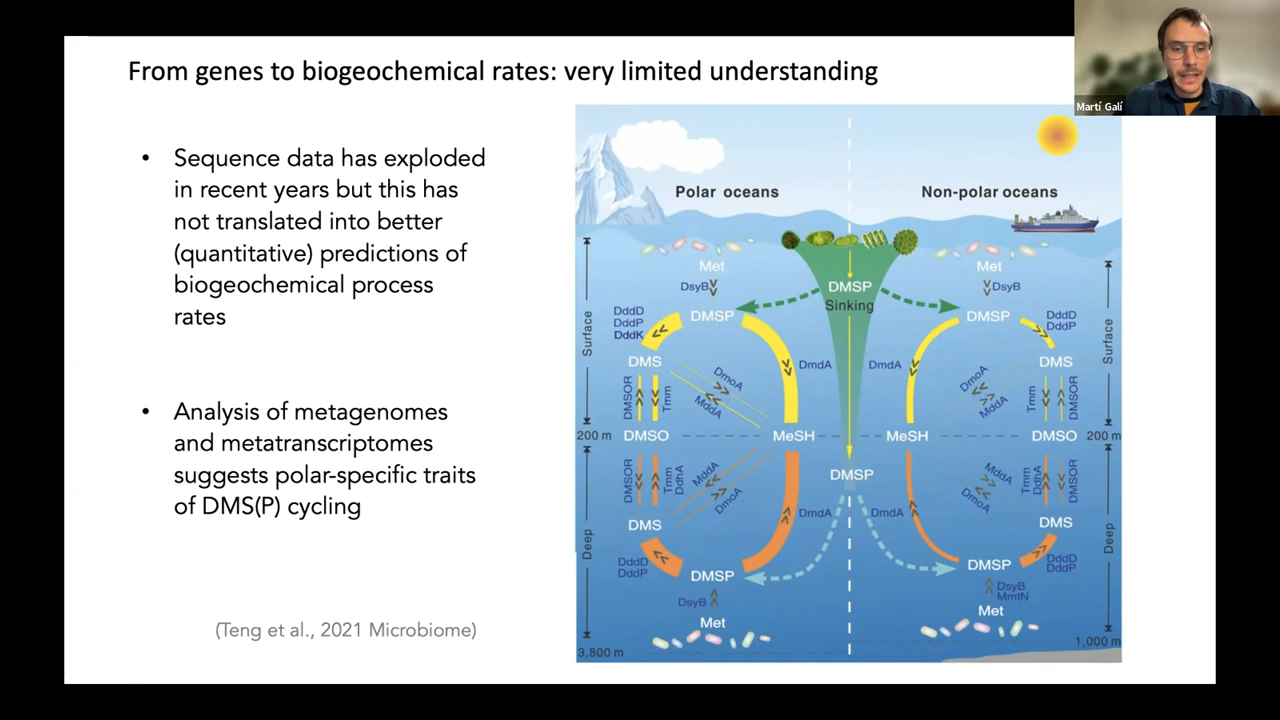 From genes to biogeochemical rates: very limited understanding
Martí Galí
• Sequence data has exploded
in recent years but this has
not translated into better
(quantitative) predictions of
biogeochemical process
rates
• Analysis of metagenomes
and metatranscriptomes
suggests polar-specific traits
of DMS(P) cycling
(Teng et al., 2021 Microbiome)
Polar oceans
Non-polar oceans
Met
DsyB
DMSP
DddD
DddP
DddK
DMS
DmdA
DmoA
MddA
DMSOR
Tmm
DMSO
MeSH
Surface
200 m
DMSP
Sinking
Met
DsyB
DMSP
DddD
DddP
DMS
DmdA
DmoA
MddA
Tmm
DMSOR
MeSH
DMSO
Surface
200 m
DMSP
DMSOR
Tmm
DdhA
MddA
DmoA
DmdA
DMS
DddD
DddP
DMSP
DsyB
Met
Deep
3,800 m
DmdA
MddA
DmoA
Tmm
DdhA
DMSOR
DMS
DddD
DddP
DMSP
DsyB
MmtN
Met
Deep
1,000 m